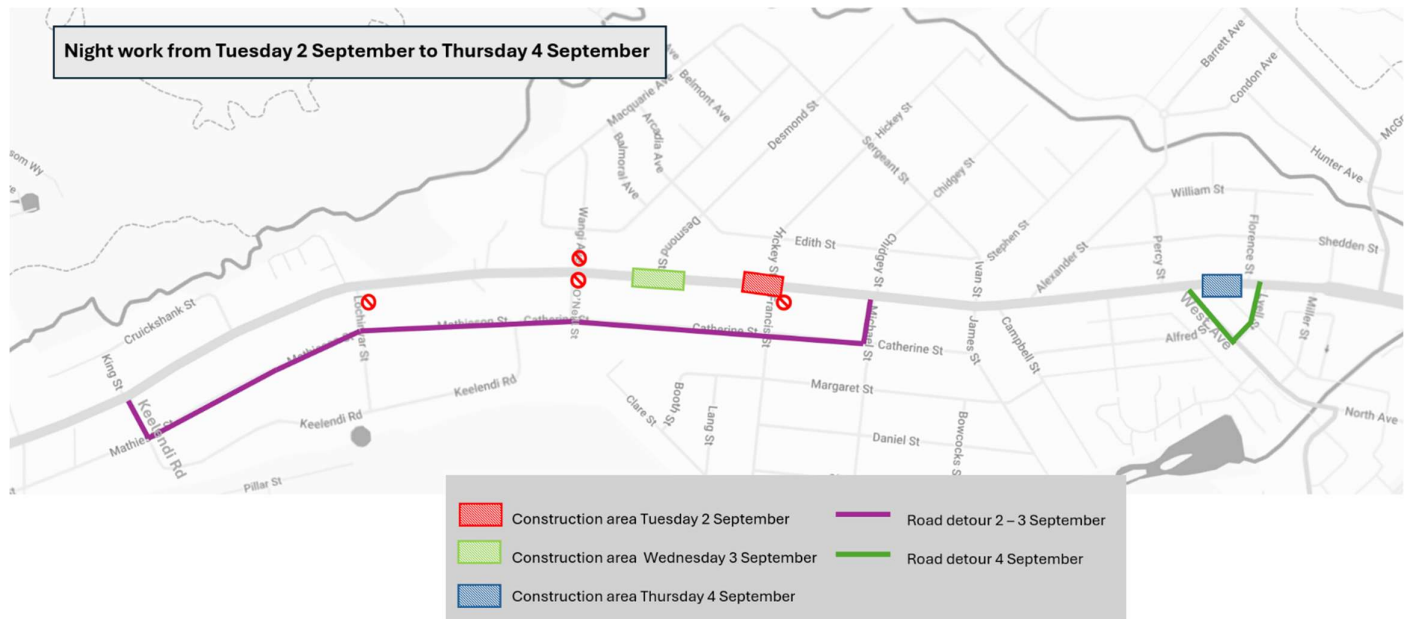 Night work from Tuesday 2 September to Thursday 4 September
Barrett Ave
Condon Ave
Belmont Ave
Macquarie Ave
Ave
Arcadia Ave
Balmoral Ave
Desmond St
Hickey St
Sergeant St
Chidgey St
Hunter Ave
som Wy
William St
Wangi A
Desmond St
Hickey S
Edith St
Chidgey St
Stephen St
Ivan St
Alexander St
Percy St
Florence St
Shedden St
Cruickshank St
Lochinvar St
O'Neill St
Mathieson St
Mathieson St
Catherine St
Catherine St
Francis St
Michael St
Catherine St
James St
Campbell St
West Ave
Alfred St
Lyell St
Miller St
King St
Keelendi Rd
Mathie
Keelendi Rd
Keelendi Rd
Pillar St
Clare St
Booth St
Lang St
Margaret St
Daniel St
Bowcocks S
North Ave
Construction area Tuesday 2 September
Road detour 2 – 3 September
Construction area Wednesday 3 September
Road detour 4 September
Construction area Thursday 4 September